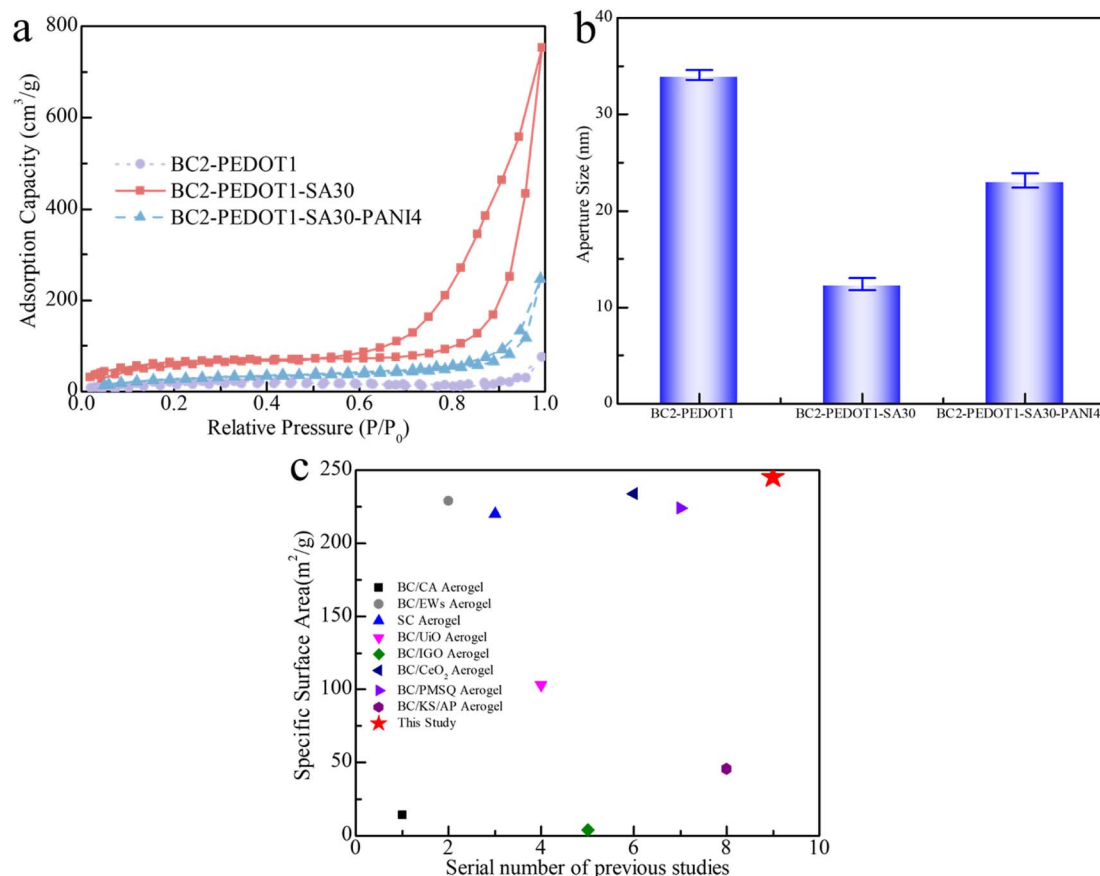 a
800
600
400
200
0
Adsorption Capacity (cm³/g)
BC2-PEDOT1
BC2-PEDOT1-SA30
BC2-PEDOT1-SA30-PANI4
0.0 0.2 0.4 0.6 0.8 1.0
Relative Pressure (P/P₀)
b
40
30
20
10
0
Aperture Size (nm)
BC2-PEDOT1 BC2-PEDOT1-SA30 BC2-PEDOT1-SA30-PANI4
c
250
200
150
100
50
0
Specific Surface Area(m²/g)
BC/CA Aerogel
BC/EWs Aerogel
SC Aerogel
BC/UiO Aerogel
BC/IGO Aerogel
BC/CeO₂ Aerogel
BC/PMSQ Aerogel
BC/KS/AP Aerogel
This Study
0 2 4 6 8 10
Serial number of previous studies